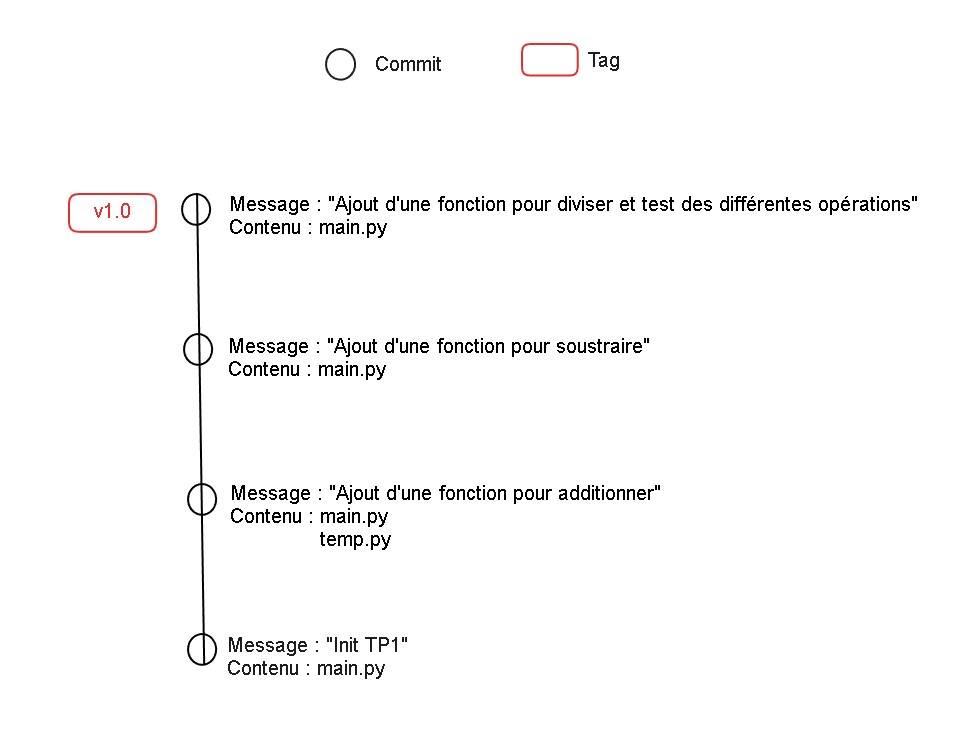 Commit
Tag
v1.0
Message : "Ajout d'une fonction pour diviser et test des différentes opérations"
Contenu : main.py
Message : "Ajout d'une fonction pour soustraire"
Contenu : main.py
Message : "Ajout d'une fonction pour additionner"
Contenu : main.py
temp.py
Message : "Init TP1"
Contenu : main.py